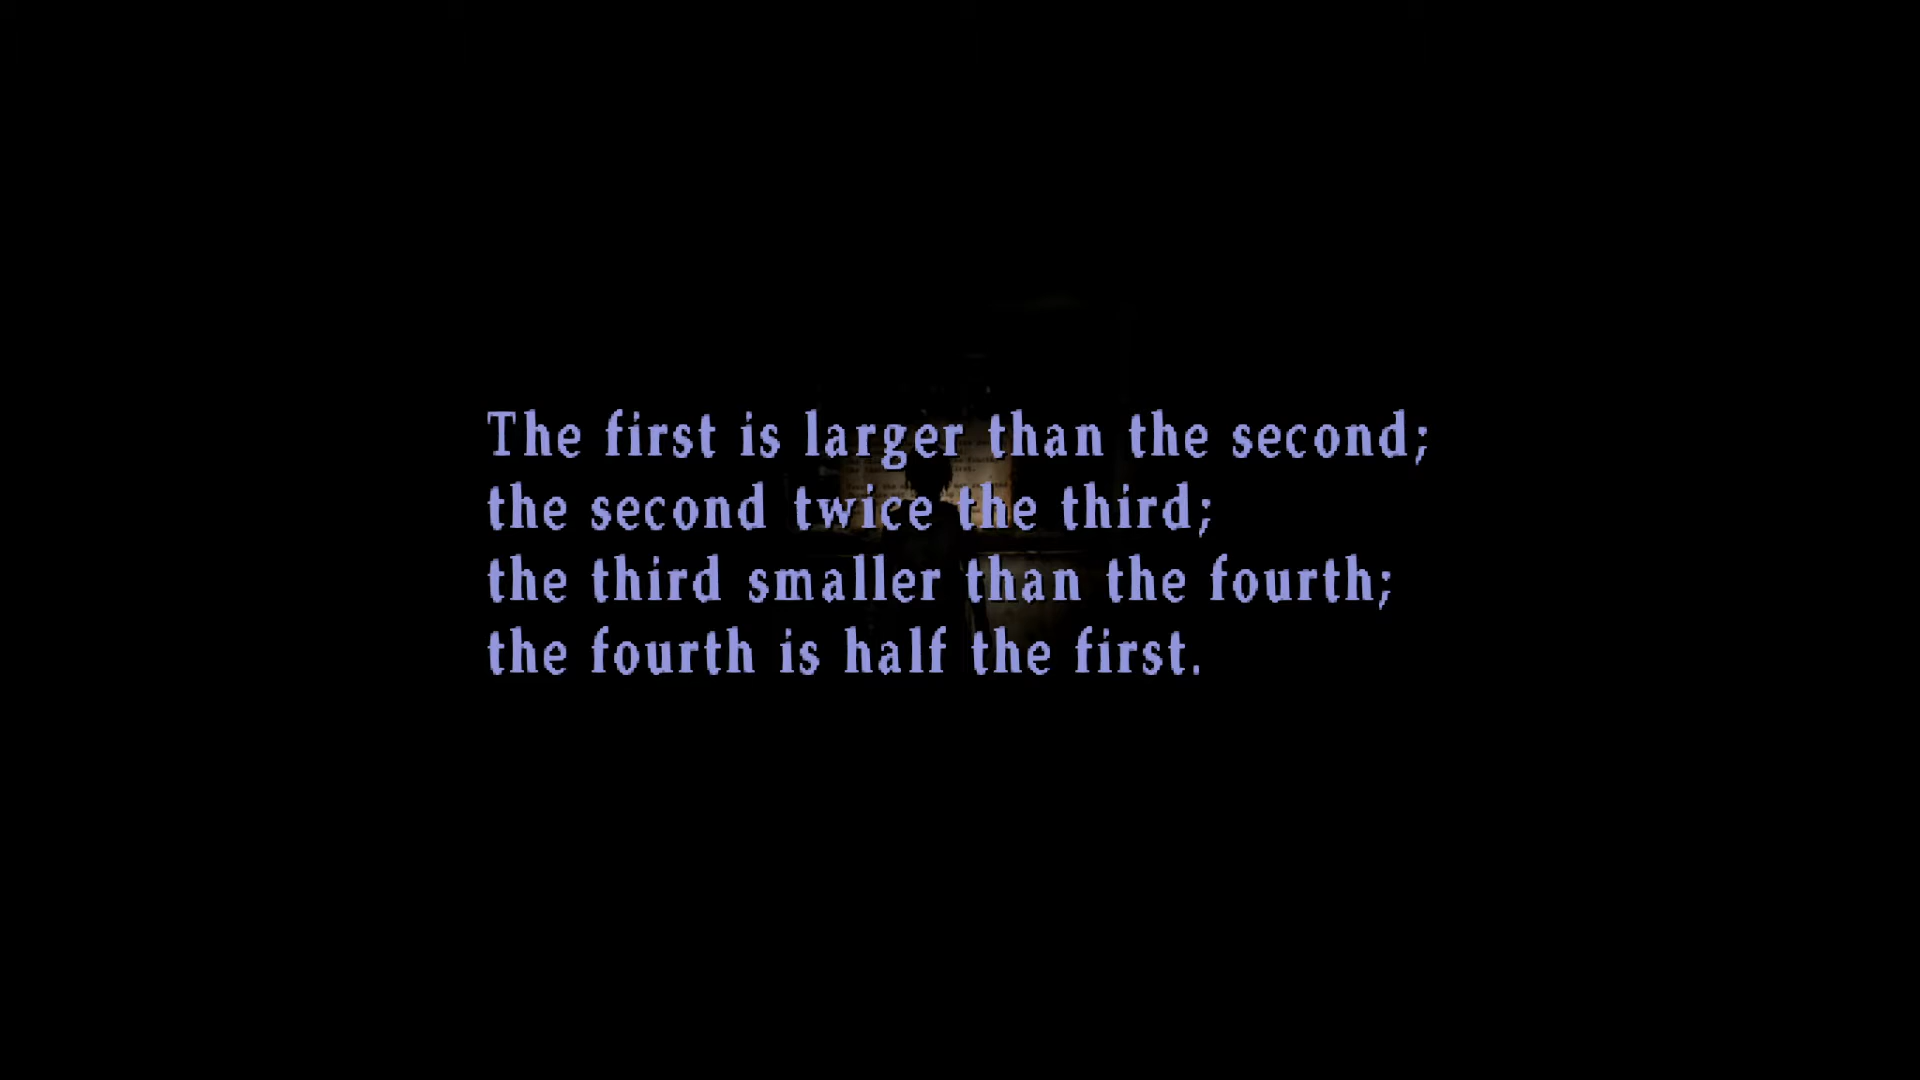 The first is larger than the second;
the second twice the third;
the third smaller than the fourth;
the fourth is half the first.